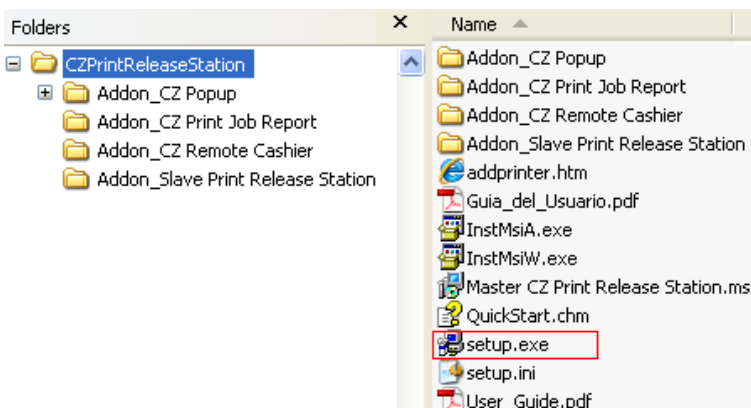 Folders
CZPrintReleaseStation
Addon_CZ Popup
Addon_CZ Print Job Report
Addon_CZ Remote Cashier
Addon_Slave Print Release Station
Name
Addon_CZ Popup
Addon_CZ Print Job Report
Addon_CZ Remote Cashier
Addon_Slave Print Release Station
addprinter.htm
Guia_del_Usuario.pdf
InstMsiA.exe
InstMsiW.exe
Master CZ Print Release Station.ms
QuickStart.chm
setup.exe
setup.ini
User_Guide.pdf